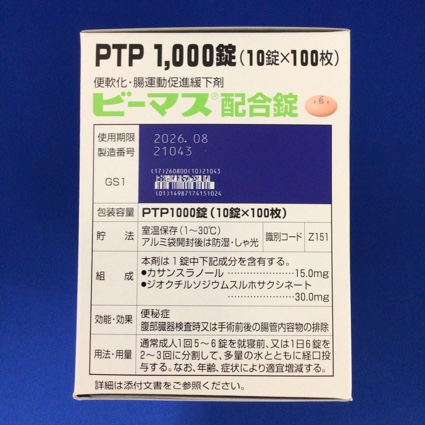 PTP 1,000錠(10錠×100枚)
便軟化・腸運動促進緩下剤
ビーマス®配合錠
使用期限 2026.08
製造番号 21043
GS1
(17)260800(10)21043
(01)14987174151024
包装容量 PTP1000錠(10錠×100枚)
貯法 室温保存(1~30℃)
アルミ袋開封後は防湿・しゃ光
識別コード Z151
組成 本剤は1錠中下記成分を含有する。
●カサンスラノール …………………15.0mg
●ジオクチルソジウムスルホサクシネート
…………………30.0mg
効能・効果 便秘症
腹部臓器検査時又は手術前後の腸管内容物の排除
用法・用量 通常成人1回5~6錠を就寝前、又は1日6錠を
2~3回に分割して、多量の水とともに経口投
与する。なお、年齢、症状により適宜増減する。
詳細は添付文書をご参照ください。